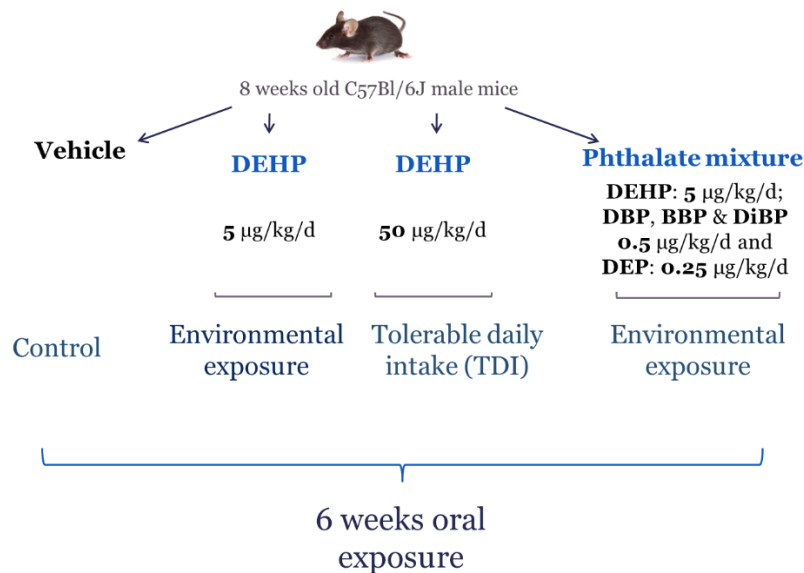 8 weeks old C57Bl/6J male mice
Vehicle
DEHP
DEHP
Phthalate mixture
5 µg/kg/d
50 µg/kg/d
DEHP: 5 µg/kg/d;
DBP, BBP & DiBP
0.5 µg/kg/d and
DEP: 0.25 µg/kg/d
Control
Environmental
exposure
Tolerable daily
intake (TDI)
Environmental
exposure
6 weeks oral
exposure